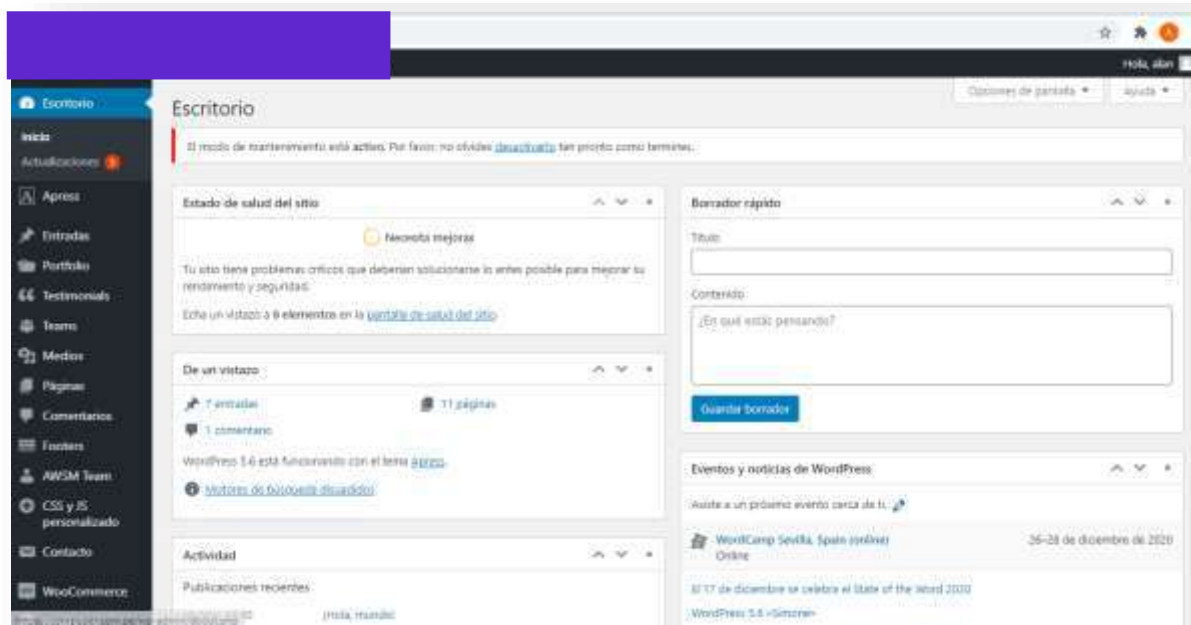 Hola, alan
Opciones de pantalla
Ayuda
Escritorio
Inicio
Actualizaciones
Apress
Entradas
Portfolio
Testimonials
Teams
Medios
Páginas
Comentarios
Footers
AWSM Team
CSS y JS
personalizado
Contacto
WooCommerce
Escritorio
El modo de mantenimiento está activo. Por favor, no olvides desactivarlo tan pronto como termines.
Estado de salud del sitio
Necesita mejoras
Tu sitio tiene problemas críticos que deberían solucionarse lo antes posible para mejorar su
rendimiento y seguridad.
Echa un vistazo a 6 elementos en la pantalla de salud del sitio.
De un vistazo
7 entradas
11 páginas
1 comentario
WordPress 5.6 está funcionando con el tema Apress.
Motores de búsqueda disuadidos
Actividad
Publicaciones recientes
¡Hola, mundo!
Borrador rápido
Título
Contenido
¿En qué estás pensando?
Guardar borrador
Eventos y noticias de WordPress
Asiste a un próximo evento cerca de ti.
WordCamp Sevilla, Spain (online)
26–28 de diciembre de 2020
Online
El 17 de diciembre se celebra el State of the Word 2020
WordPress 5.6 «Simone»